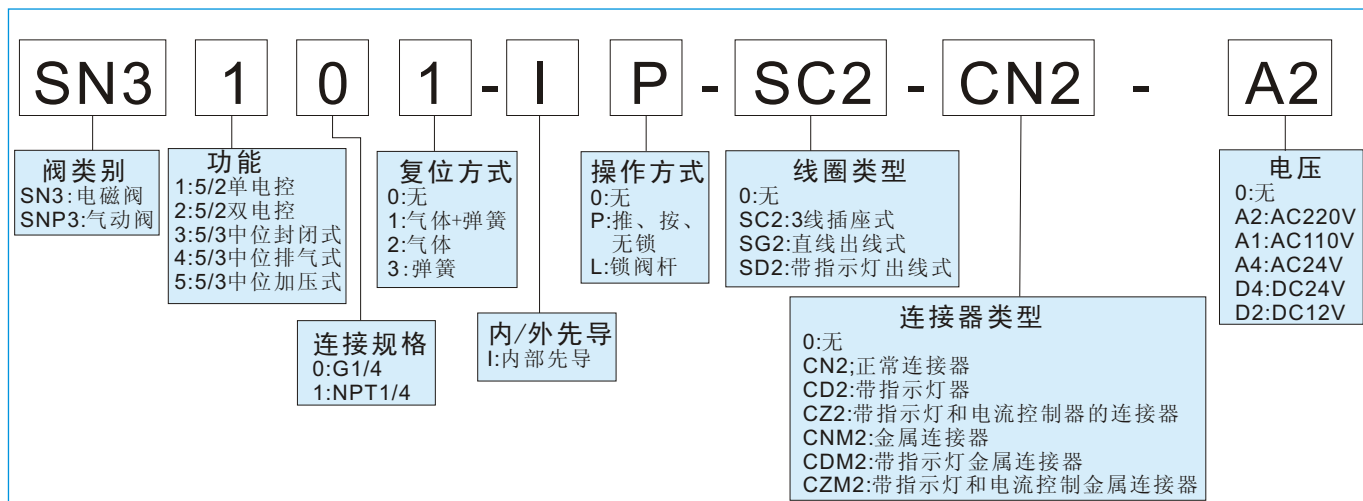 SN3 1 0 1 - I P - SC2 - CN2 - A2
阀类别
SN3:电磁阀
SNP3:气动阀
功能
1:5/2单电控
2:5/2双电控
3:5/3中位封闭式
4:5/3中位排气式
5:5/3中位加压式
连接规格
0:G1/4
1:NPT1/4
复位方式
0:无
1:气体+弹簧
2:气体
3:弹簧
内/外先导
I:内部先导
操作方式
0:无
P:推、按、
无锁
L:锁阀杆
线圈类型
0:无
SC2:3线插座式
SG2:直线出线式
SD2:带指示灯出线式
连接器类型
0:无
CN2;正常连接器
CD2:带指示灯器
CZ2:带指示灯和电流控制器的连接器
CNM2:金属连接器
CDM2:带指示灯金属连接器
CZM2:带指示灯和电流控制金属连接器
电压
0:无
A2:AC220V
A1:AC110V
A4:AC24V
D4:DC24V
D2:DC12V